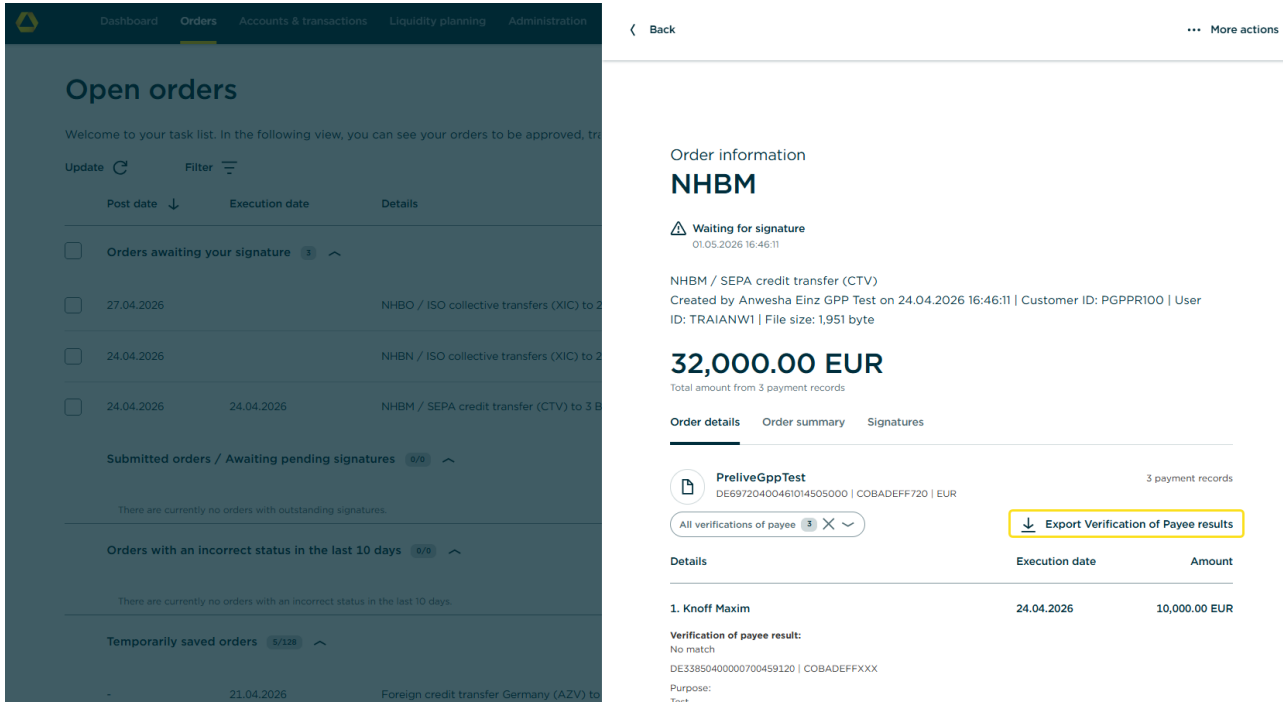 Dashboard Orders Accounts & transactions Liquidity planning Administration
Open orders
Welcome to your task list. In the following view, you can see your orders to be approved, tra
Update Filter
Post date Execution date Details
Orders awaiting your signature 3
27.04.2026 NHBO / ISO collective transfers (XIC) to 2
24.04.2026 NHBN / ISO collective transfers (XIC) to 2
24.04.2026 24.04.2026 NHBM / SEPA credit transfer (CTV) to 3 B
Submitted orders / Awaiting pending signatures 0/0
There are currently no orders with outstanding signatures.
Orders with an incorrect status in the last 10 days 0/0
There are currently no orders with an incorrect status in the last 10 days.
Temporarily saved orders 5/128
- 21.04.2026 Foreign credit transfer Germany (AZV) to
Back
More actions
Order information
NHBM
Waiting for signature
01.05.2026 16:46:11
NHBM / SEPA credit transfer (CTV)
Created by Anwesha Einz GPP Test on 24.04.2026 16:46:11 | Customer ID: PGPPR100 | User
ID: TRAIANW1 | File size: 1,951 byte
32,000.00 EUR
Total amount from 3 payment records
Order details Order summary Signatures
PreliveGppTest 3 payment records
DE69720400461014505000 | COBADEFF720 | EUR
All verifications of payee 3
Export Verification of Payee results
Details Execution date Amount
1. Knoff Maxim 24.04.2026 10,000.00 EUR
Verification of payee result:
No match
DE33850400000700459120 | COBADEFFXXX
Purpose:
Test